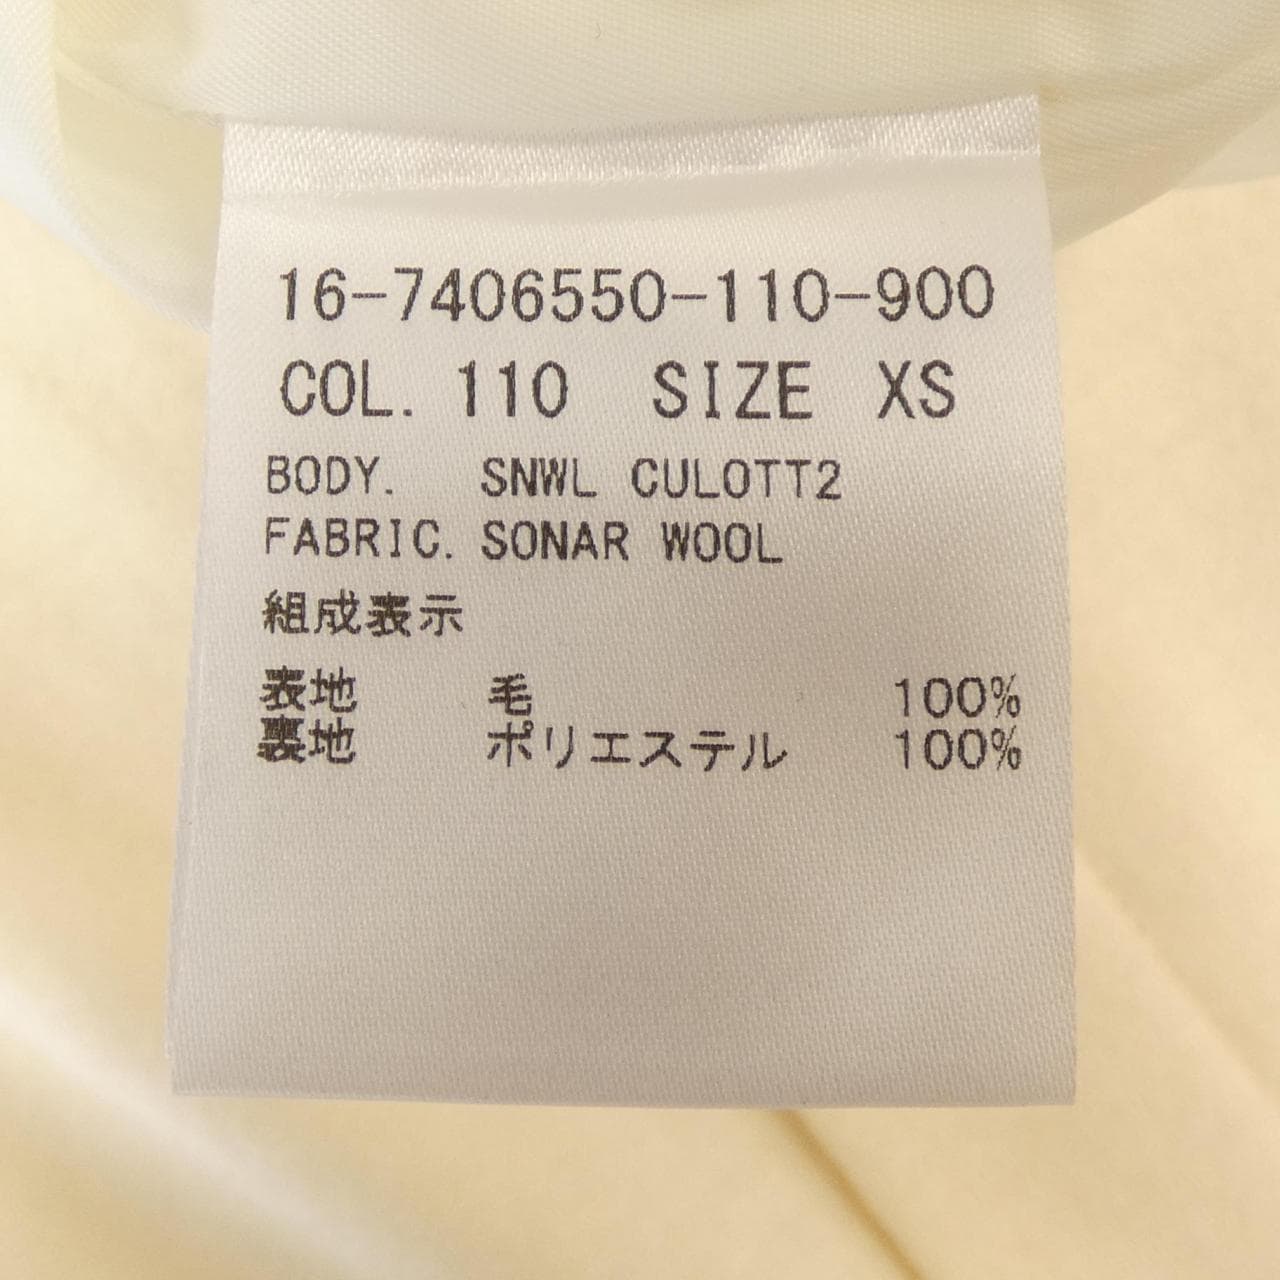 16-7406550-110-900
COL. 110 SIZE XS
BODY. SNWL CULOTT2
FABRIC. SONAR WOOL
組成表示
表地 毛 100%
裏地 ポリエステル 100%